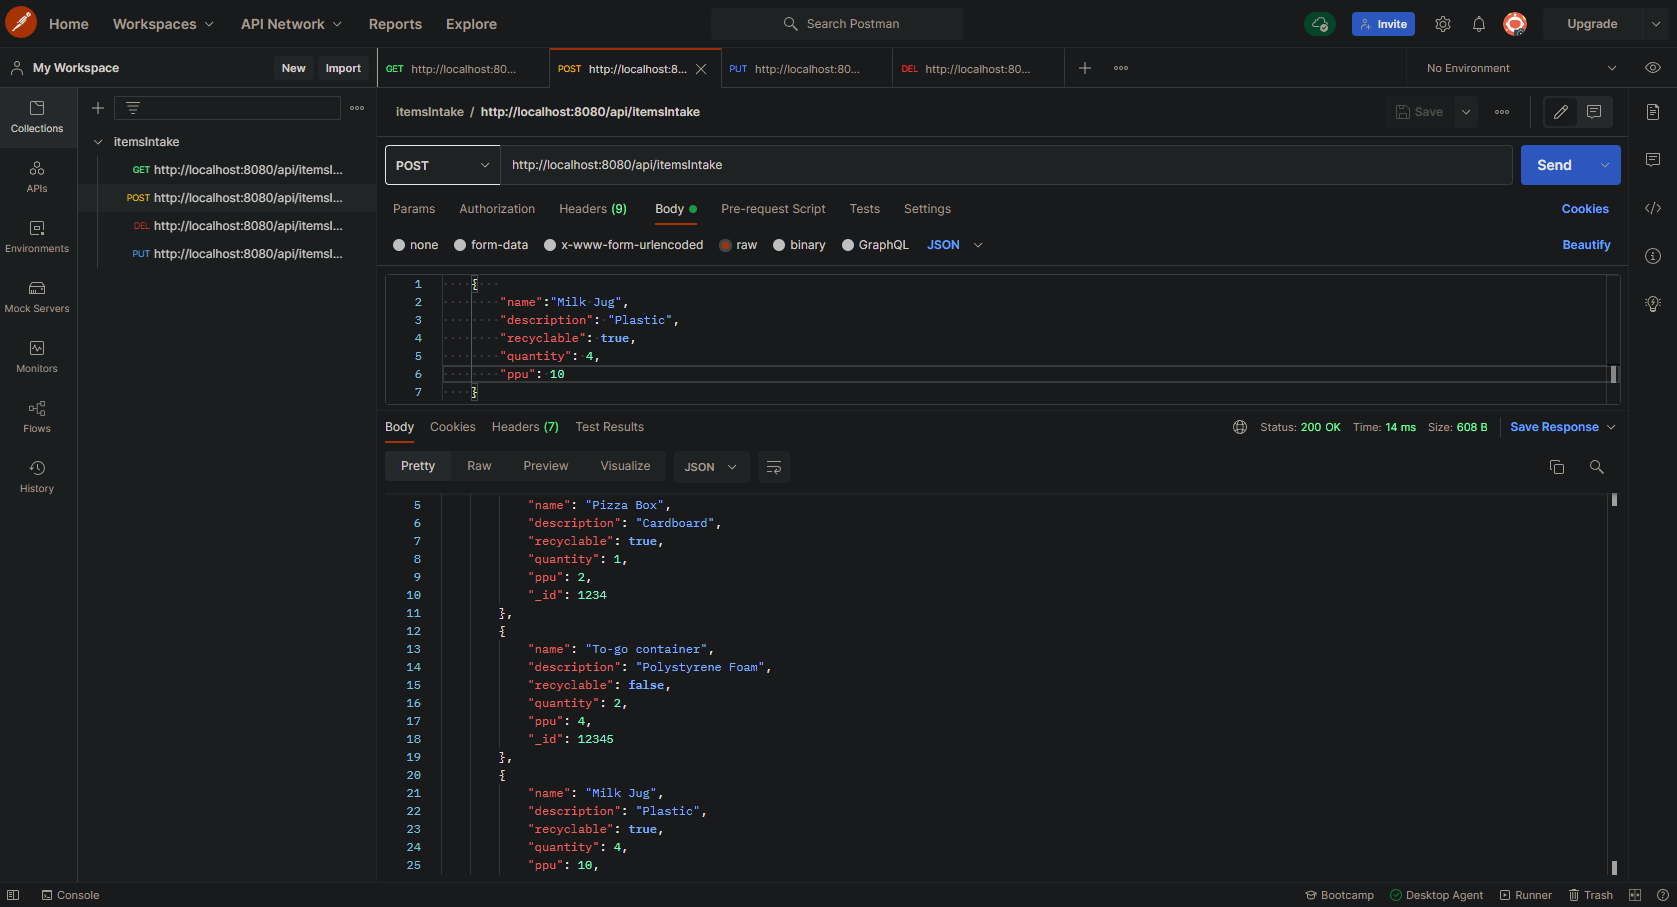 Home Workspaces API Network Reports Explore Search Postman Invite Upgrade
My Workspace New Import GET http://localhost:80... POST http://localhost:8... PUT http://localhost:80... DEL http://localhost:80... No Environment
Collections
APIs
Environments
Mock Servers
Monitors
Flows
History
itemsIntake
GET http://localhost:8080/api/itemsI...
POST http://localhost:8080/api/itemsI...
DEL http://localhost:8080/api/itemsI...
PUT http://localhost:8080/api/itemsI...
itemsIntake / http://localhost:8080/api/itemsIntake Save
POST http://localhost:8080/api/itemsIntake Send
Params Authorization Headers (9) Body Pre-request Script Tests Settings Cookies
none form-data x-www-form-urlencoded raw binary GraphQL JSON Beautify
1 {
2 "name":"Milk Jug",
3 "description": "Plastic",
4 "recyclable": true,
5 "quantity": 4,
6 "ppu": 10
7 }
Body Cookies Headers (7) Test Results Status: 200 OK Time: 14 ms Size: 608 B Save Response
Pretty Raw Preview Visualize JSON
5 "name": "Pizza Box",
6 "description": "Cardboard",
7 "recyclable": true,
8 "quantity": 1,
9 "ppu": 2,
10 "_id": 1234
11 },
12 {
13 "name": "To-go container",
14 "description": "Polystyrene Foam",
15 "recyclable": false,
16 "quantity": 2,
17 "ppu": 4,
18 "_id": 12345
19 },
20 {
21 "name": "Milk Jug",
22 "description": "Plastic",
23 "recyclable": true,
24 "quantity": 4,
25 "ppu": 10,
Console Bootcamp Desktop Agent Runner Trash